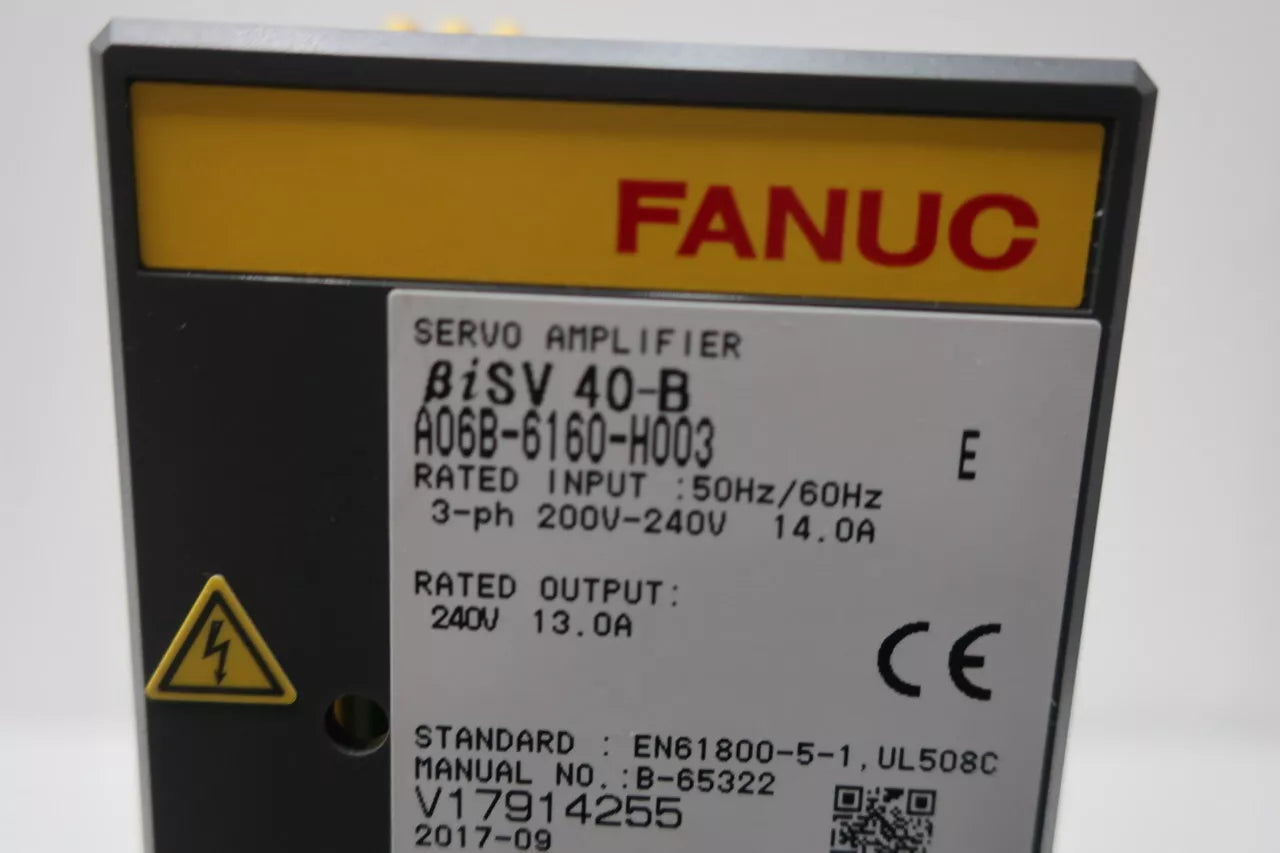 FANUC
SERVO AMPLIFIER
βiSV 40-B
A06B-6160-H003
E
RATED INPUT :50Hz/60Hz
3-ph 200V-240V 14.0A
RATED OUTPUT:
240V 13.0A
CE
STANDARD : EN61800-5-1,UL508C
MANUAL NO.:B-65322
V17914255
2017-09